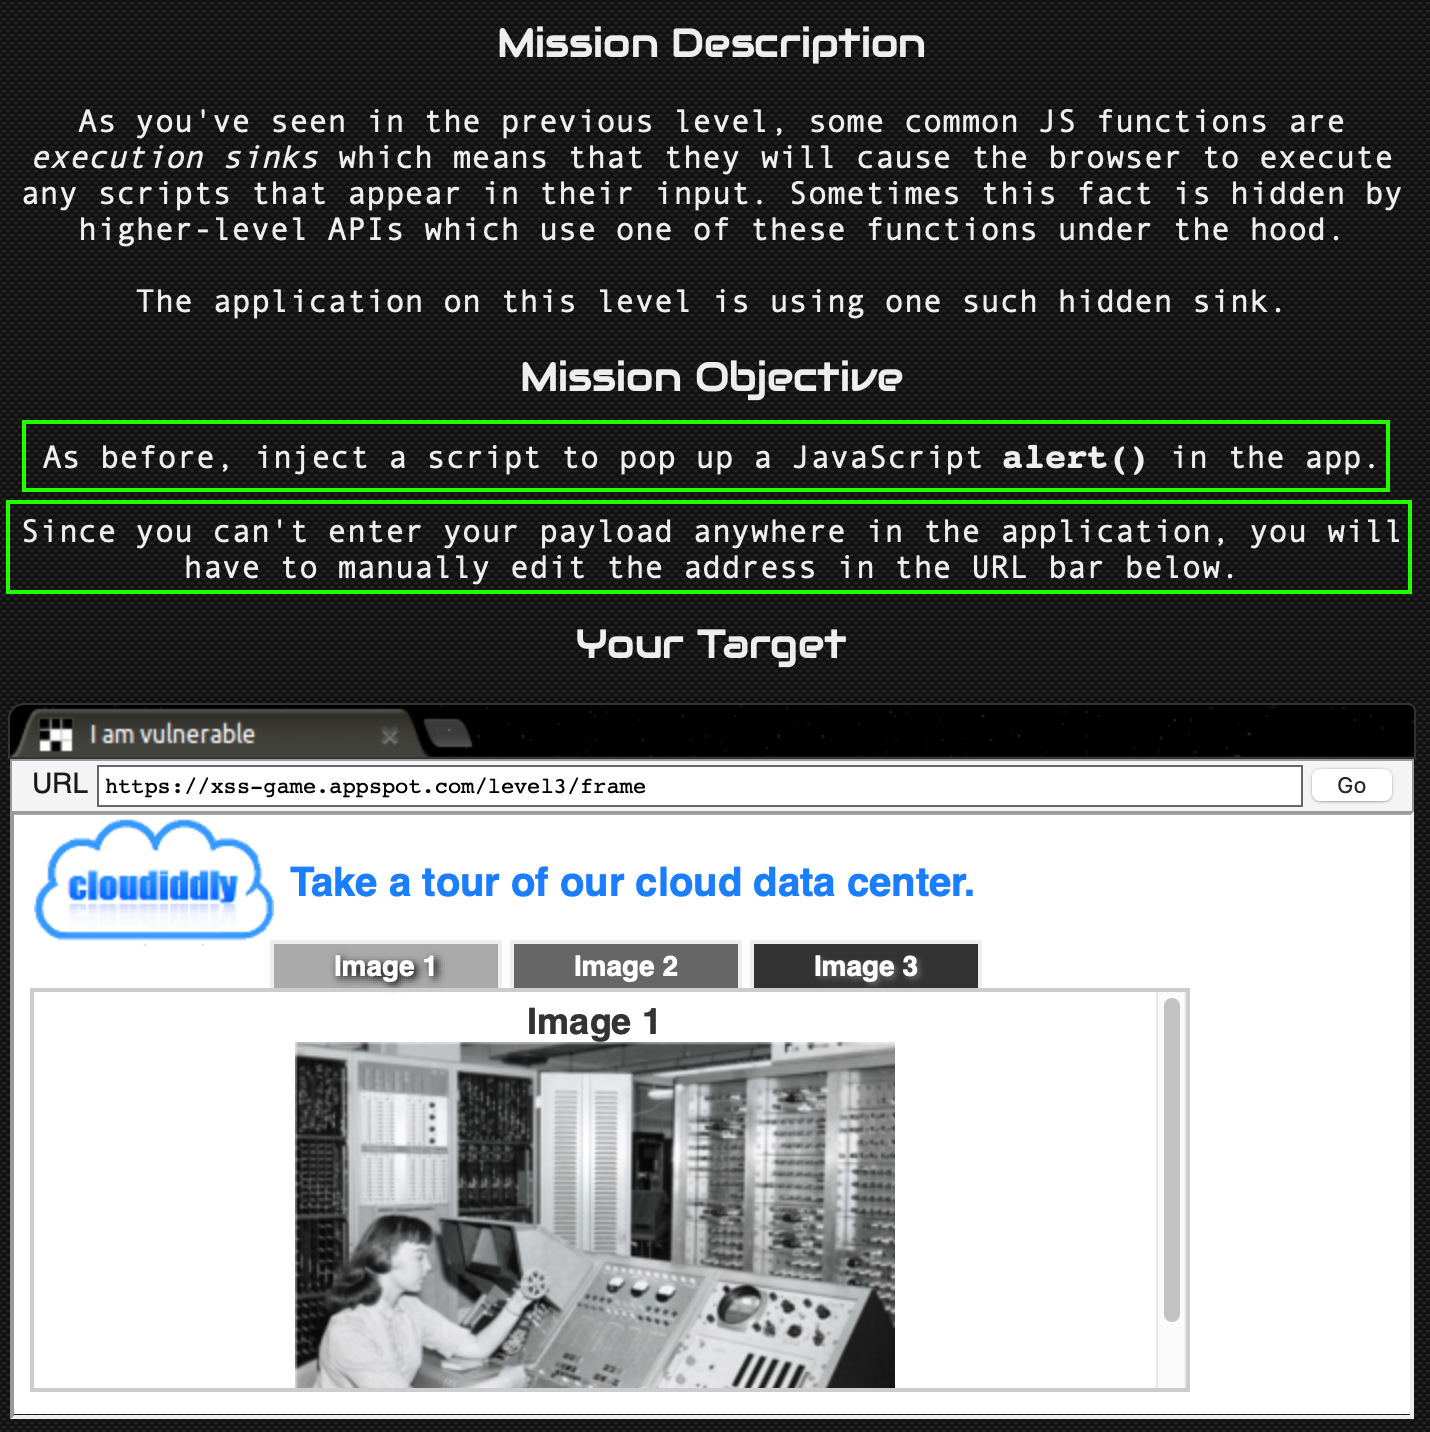 Mission Description
As you've seen in the previous level, some common JS functions are
execution sinks which means that they will cause the browser to execute
any scripts that appear in their input. Sometimes this fact is hidden by
higher-level APIs which use one of these functions under the hood.
The application on this level is using one such hidden sink.
Mission Objective
As before, inject a script to pop up a JavaScript alert() in the app.
Since you can't enter your payload anywhere in the application, you will
have to manually edit the address in the URL bar below.
Your Target
I am vulnerable
URL https://xss-game.appspot.com/level3/frame Go
cloudiddly Take a tour of our cloud data center.
Image 1 Image 2 Image 3
Image 1